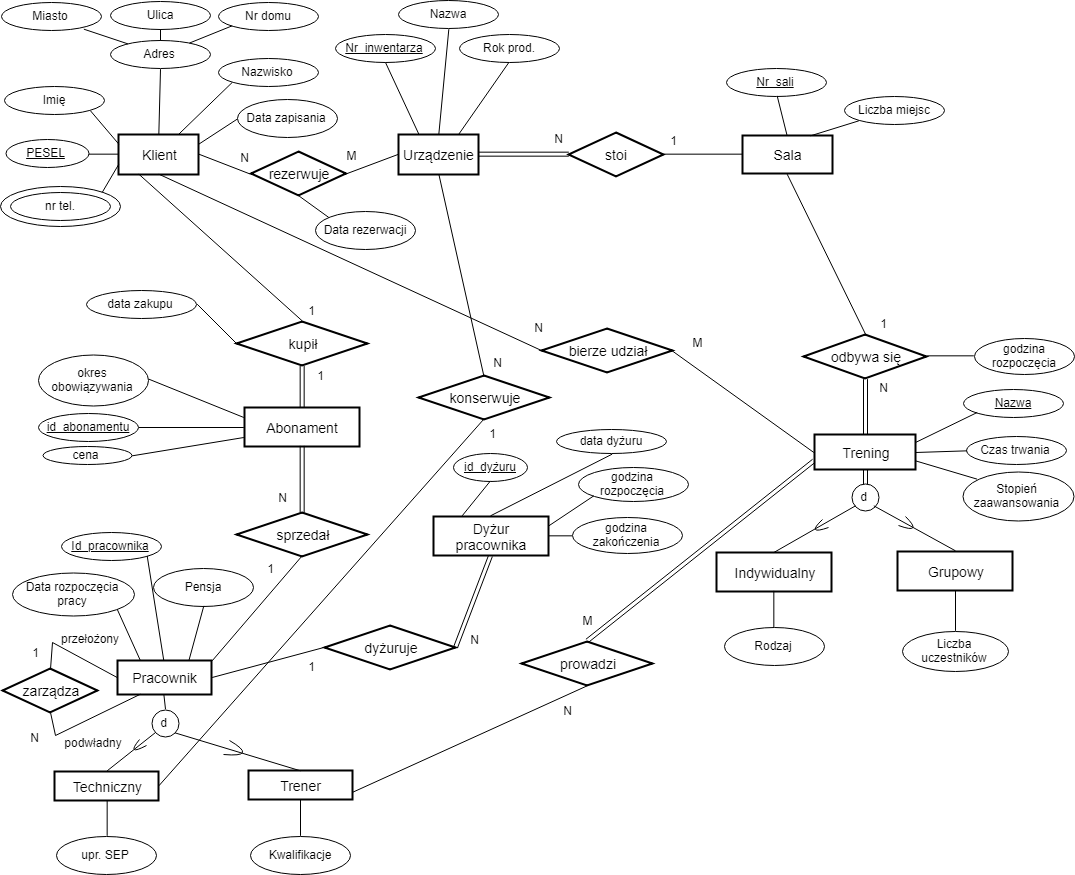 Miasto
Ulica
Nr domu
Adres
Nazwa
Nr_inwentarza
Rok prod.
Imię
Nazwisko
Data zapisania
PESEL
Klient
nr tel.
N
rezerwuje
M
Data rezerwacji
Urządzenie
N
stoi
1
Nr_sali
Liczba miejsc
Sala
data zakupu
1
kupił
1
N
bierze udział
M
1
odbywa się
N
godzina
rozpoczęcia
okres
obowiązywania
id_abonamentu
cena
Abonament
N
konserwuje
1
Nazwa
Czas trwania
Stopień
zaawansowania
Trening
d
N
sprzedał
1
id_dyżuru
data dyżuru
godzina
rozpoczęcia
godzina
zakończenia
Dyżur
pracownika
Indywidualny
Grupowy
Rodzaj
Liczba
uczestników
Id_pracownika
Data rozpoczęcia
pracy
Pensja
przełożony
1
zarządza
N
podwładny
Pracownik
1
dyżuruje
N
M
prowadzi
N
d
Techniczny
Trener
upr. SEP
Kwalifikacje